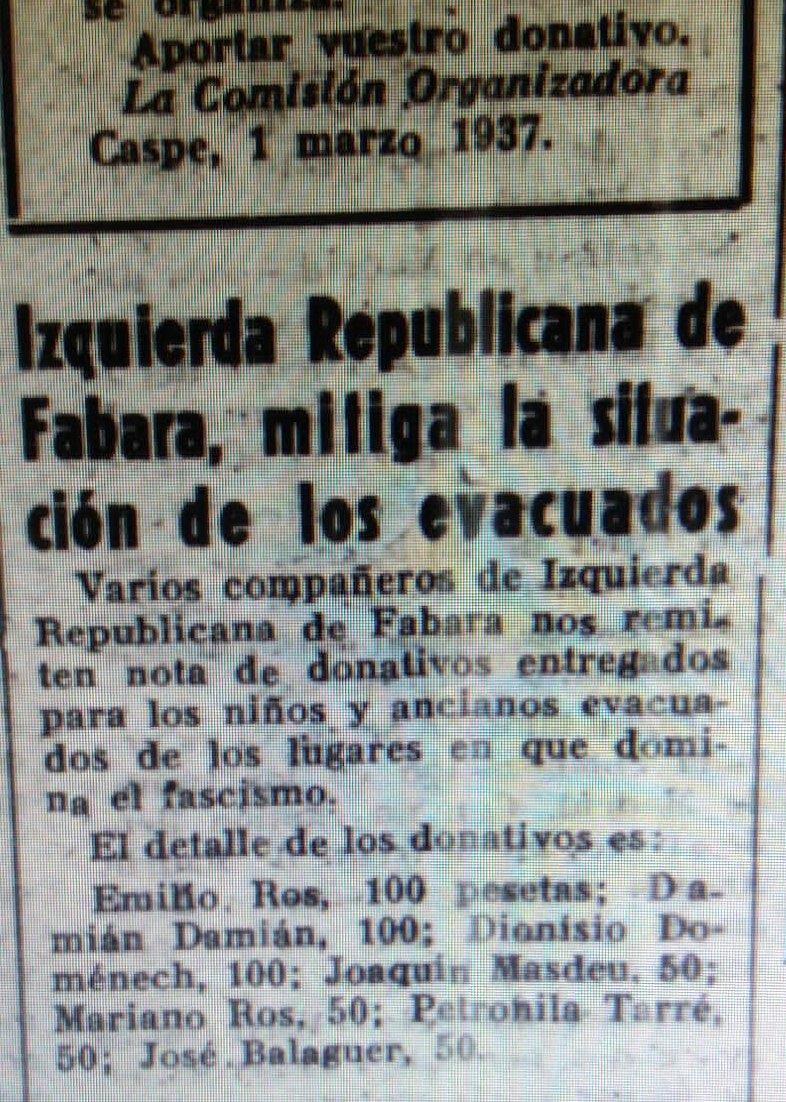 se organiza.
Aportar vuestro donativo.
La Comisión Organizadora
Caspe, 1 marzo 1937.
Izquierda Republicana de
Fabara, mitiga la situa-
ción de los evacuados
Varios compañeros de Izquierda
Republicana de Fabara nos remi-
ten nota de donativos entregados
para los niños y ancianos evacua-
dos de los lugares en que domi-
na el fascismo.
El detalle de los donativos es:
Emilio Ros, 100 pesetas; Da-
mián Damián, 100; Dionisio Do-
ménech, 100; Joaquín Masdeu, 50;
Mariano Ros, 50; Petronila Tarré,
50; José Balaguer, 50.